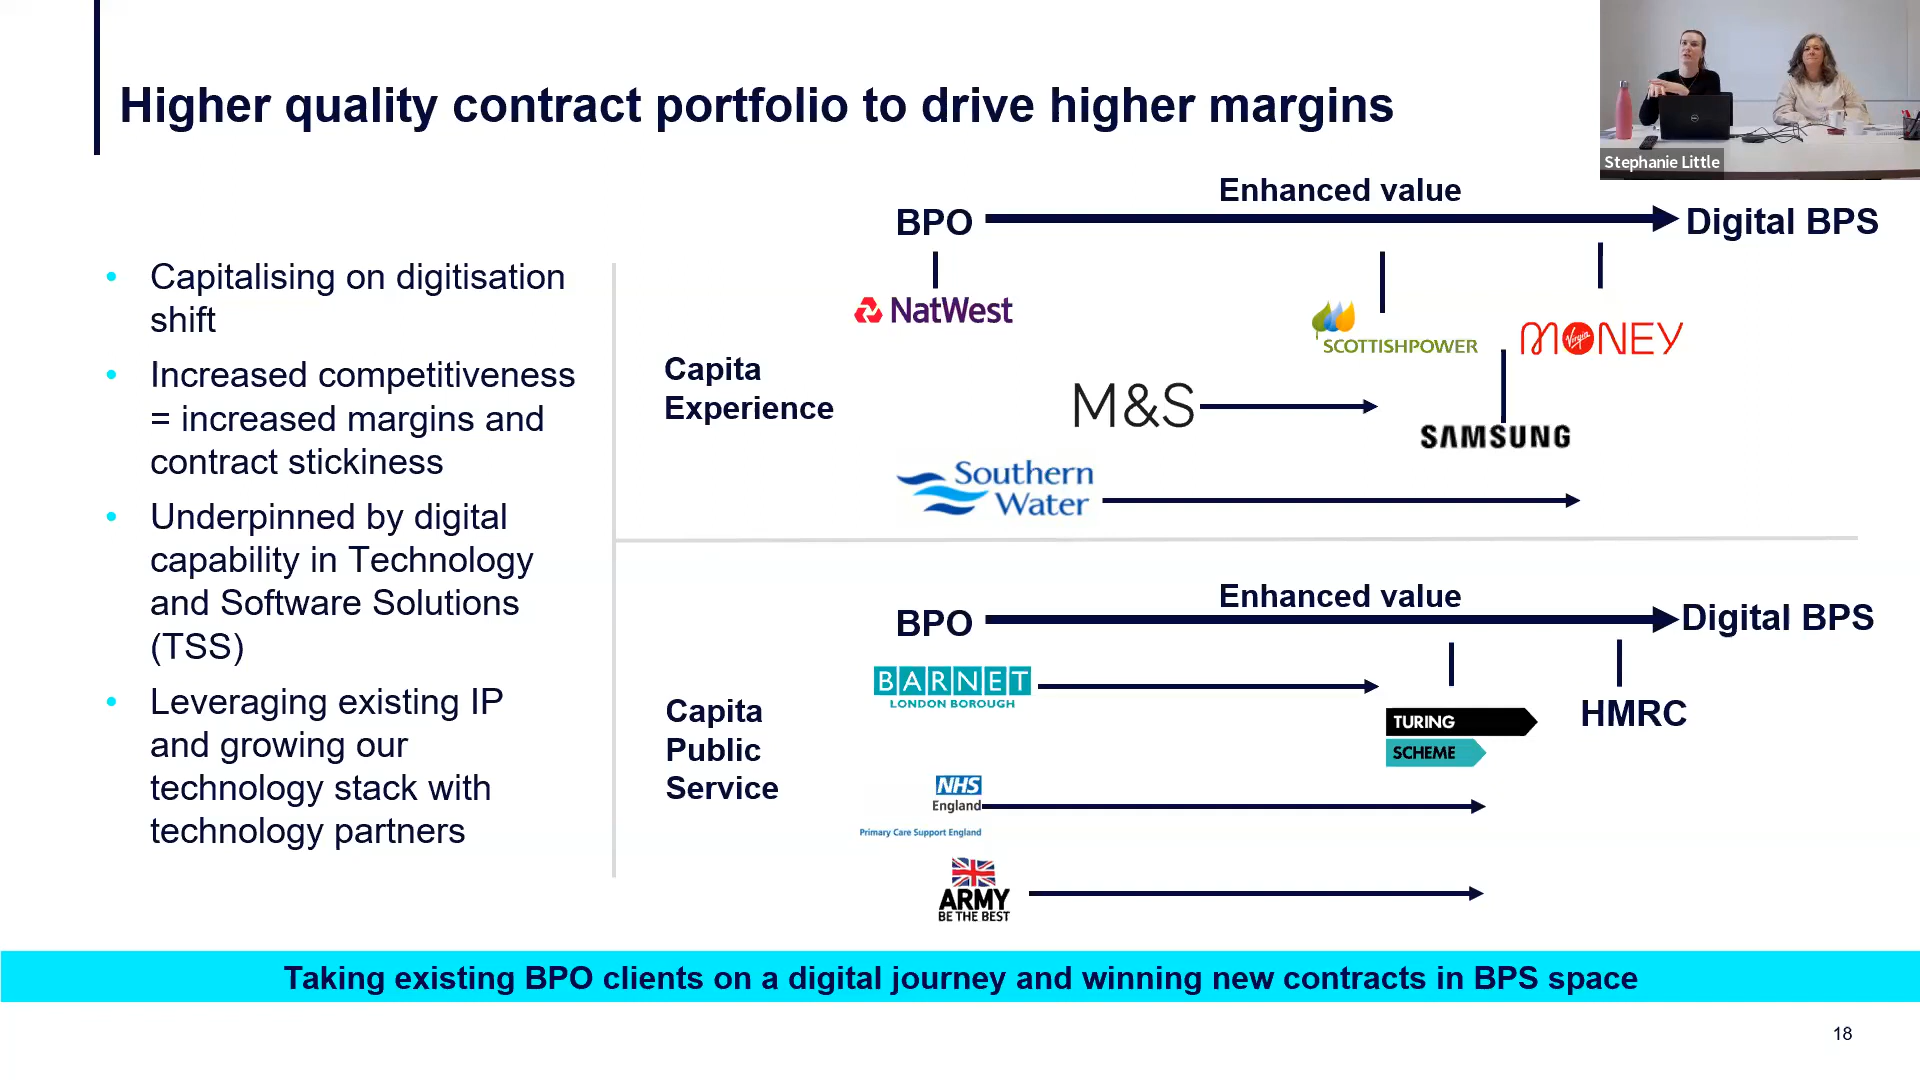 Higher quality contract portfolio to drive higher margins
Stephanie Little
• Capitalising on digitisation
shift
• Increased competitiveness
= increased margins and
contract stickiness
• Underpinned by digital
capability in Technology
and Software Solutions
(TSS)
• Leveraging existing IP
and growing our
technology stack with
technology partners
Enhanced value
BPO
Digital BPS
NatWest
SCOTTISHPOWER
Virgin
MONEY
Capita
Experience
M&S
SAMSUNG
Southern
Water
Enhanced value
BPO
Digital BPS
BARNET
LONDON BOROUGH
Capita
Public
Service
TURING
SCHEME
HMRC
NHS
England
Primary Care Support England
ARMY
BE THE BEST
Taking existing BPO clients on a digital journey and winning new contracts in BPS space
18